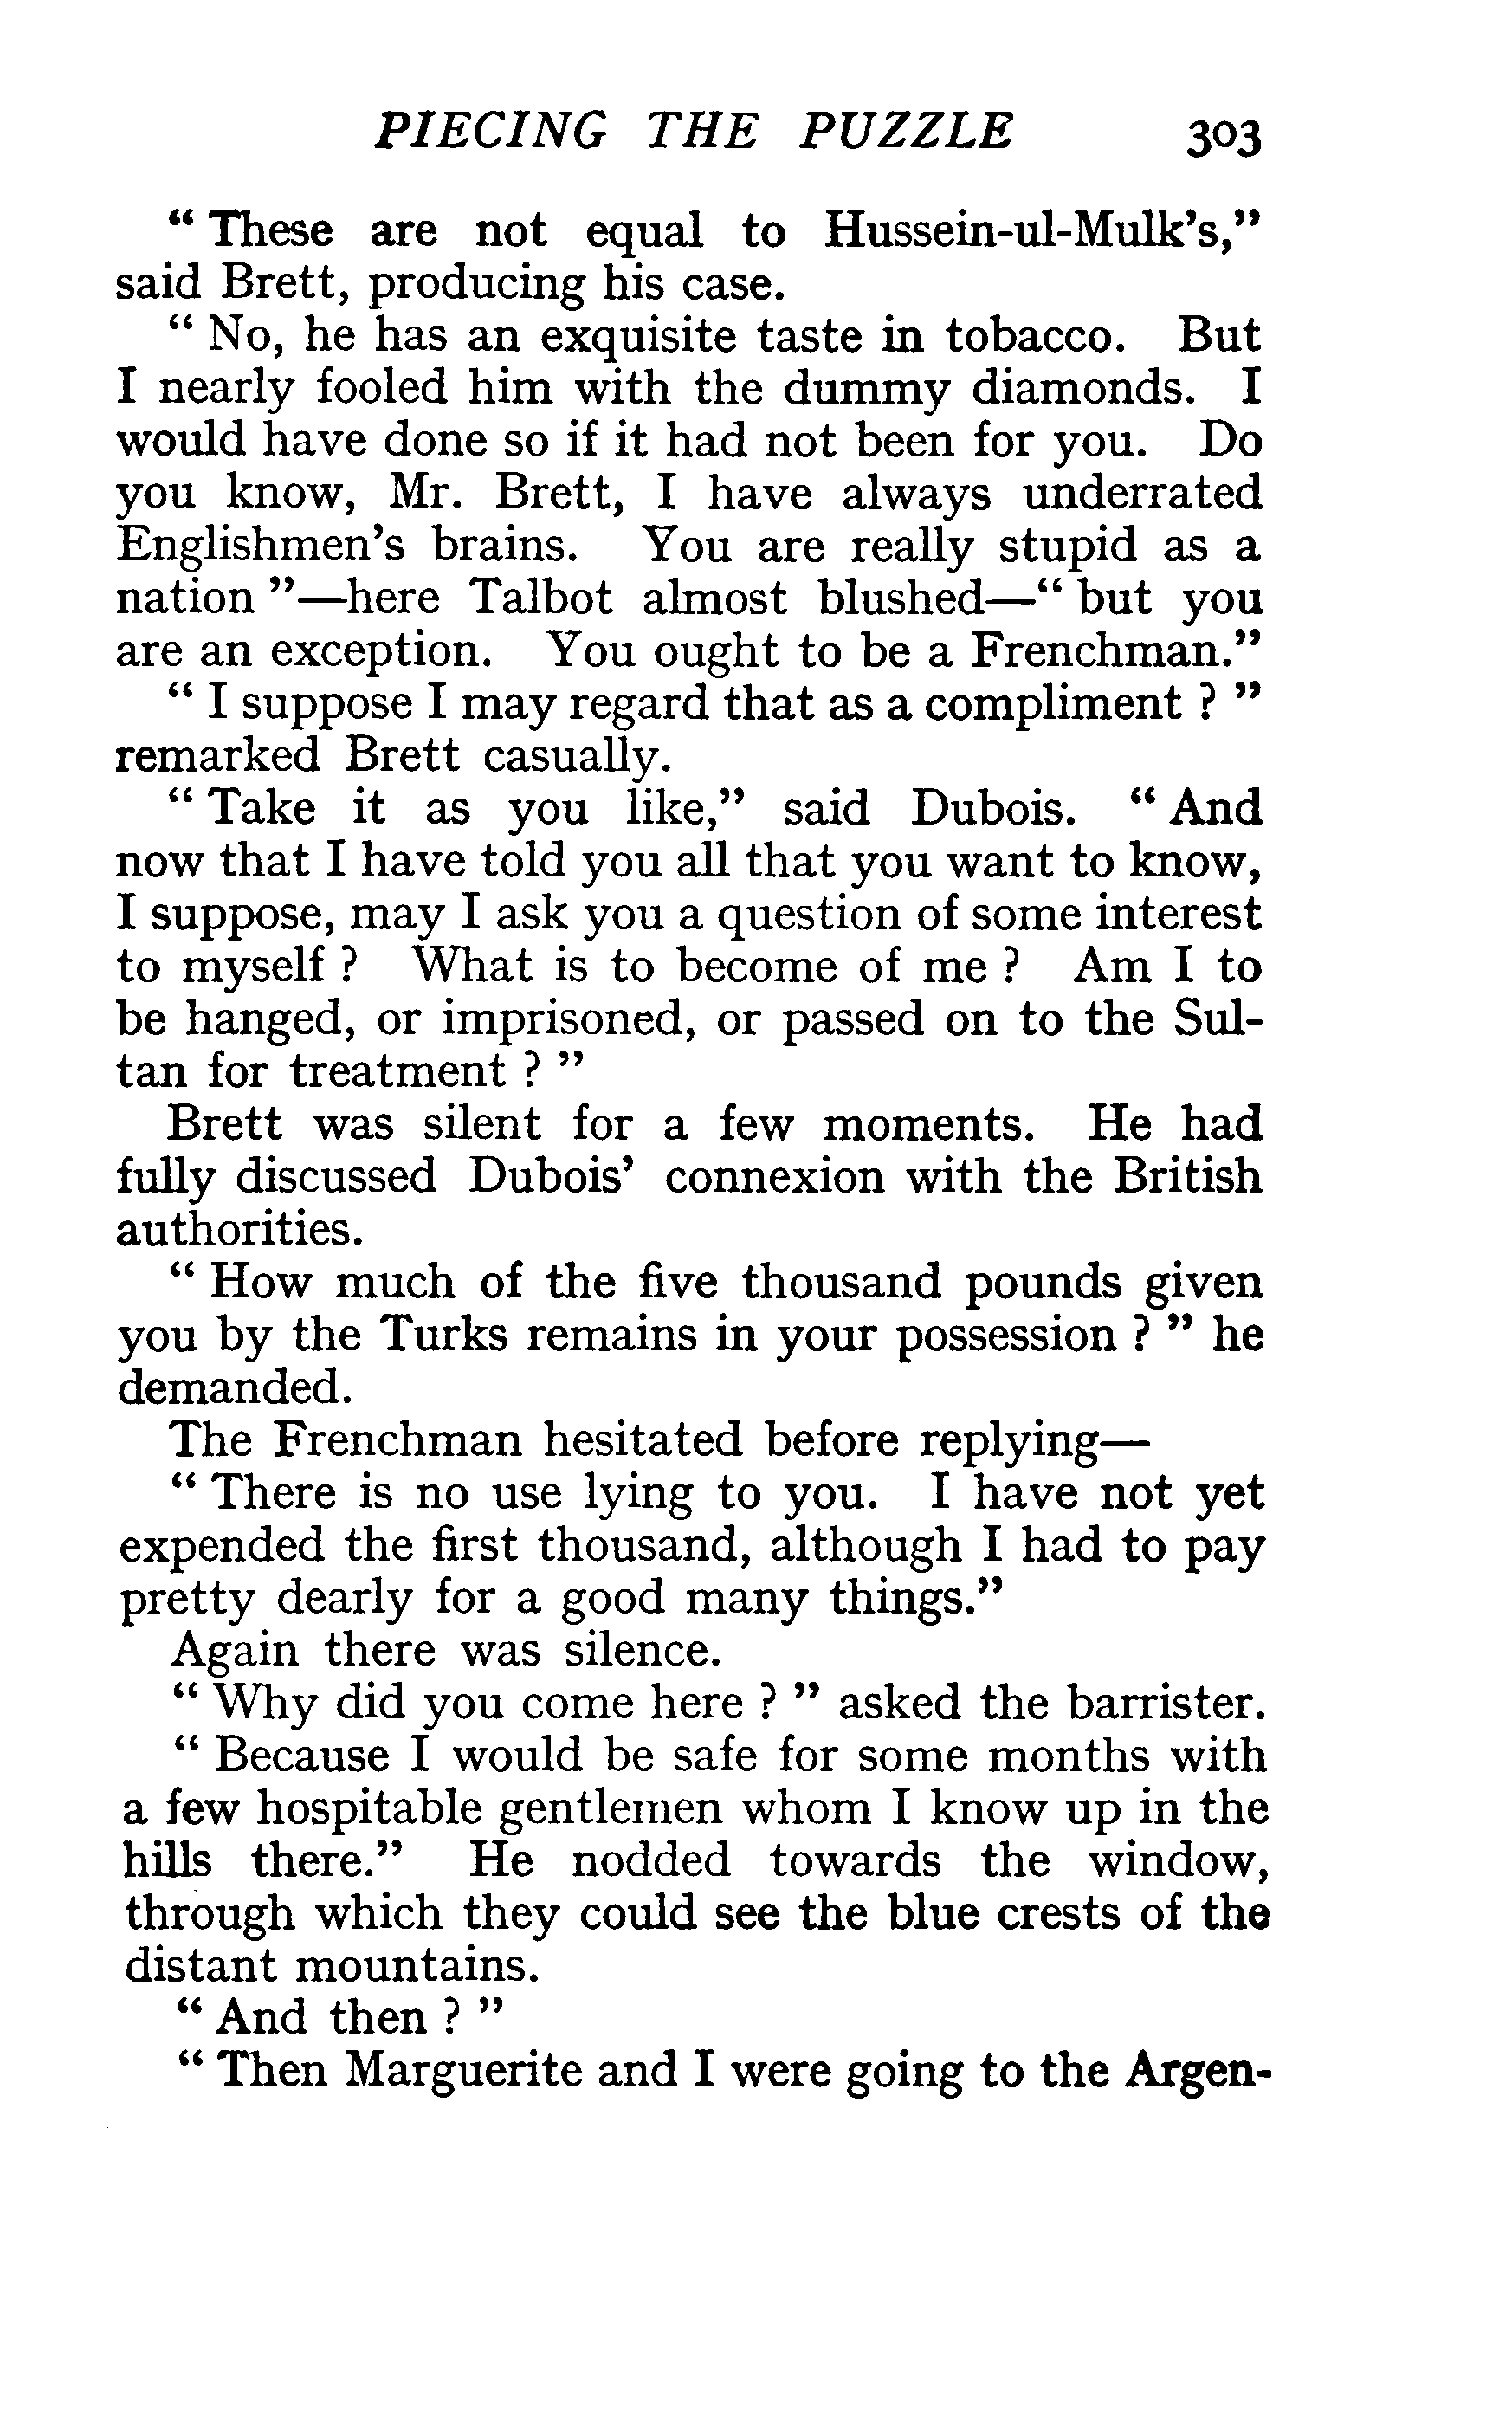 PIECING THE PUZZLE 303
“ These are not equal to Hussein-ul-Mulk’s,”
said Brett, producing his case.
“ No, he has an exquisite taste in tobacco. But
I nearly fooled him with the dummy diamonds. I
would have done so if it had not been for you. Do
you know, Mr. Brett, I have always underrated
Englishmen’s brains. You are really stupid as a
nation ”—here Talbot almost blushed—“ but you
are an exception. You ought to be a Frenchman.”
“ I suppose I may regard that as a compliment ? ”
remarked Brett casually.
“ Take it as you like,” said Dubois. “ And
now that I have told you all that you want to know,
I suppose, may I ask you a question of some interest
to myself ? What is to become of me ? Am I to
be hanged, or imprisoned, or passed on to the Sul-
tan for treatment ? ”
Brett was silent for a few moments. He had
fully discussed Dubois’ connexion with the British
authorities.
“ How much of the five thousand pounds given
you by the Turks remains in your possession ? ” he
demanded.
The Frenchman hesitated before replying—
“ There is no use lying to you. I have not yet
expended the first thousand, although I had to pay
pretty dearly for a good many things.”
Again there was silence.
“ Why did you come here ? ” asked the barrister.
“ Because I would be safe for some months with
a few hospitable gentlemen whom I know up in the
hills there.” He nodded towards the window,
through which they could see the blue crests of the
distant mountains.
“ And then ? ”
“ Then Marguerite and I were going to the Argen-